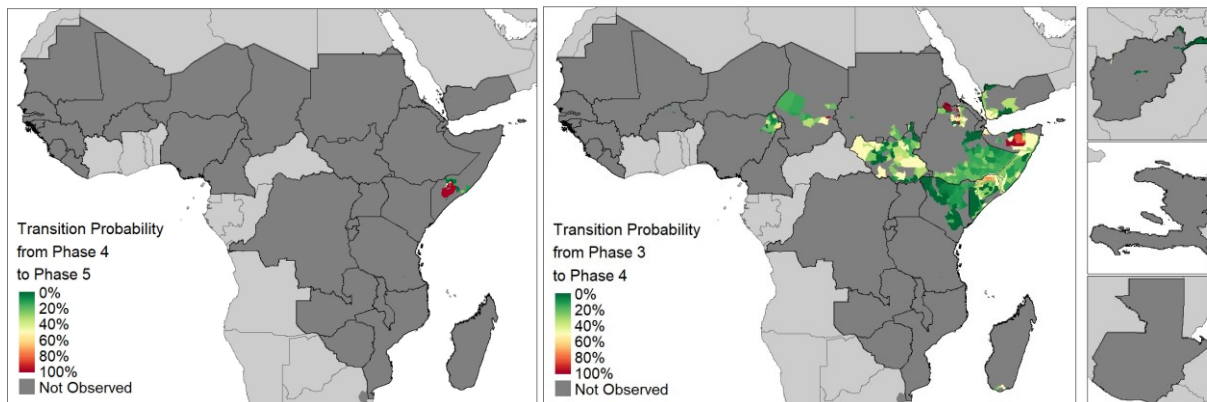 Transition Probability
from Phase 4
to Phase 5
0%
20%
40%
60%
80%
100%
Not Observed
Transition Probability
from Phase 3
to Phase 4
0%
20%
40%
60%
80%
100%
Not Observed